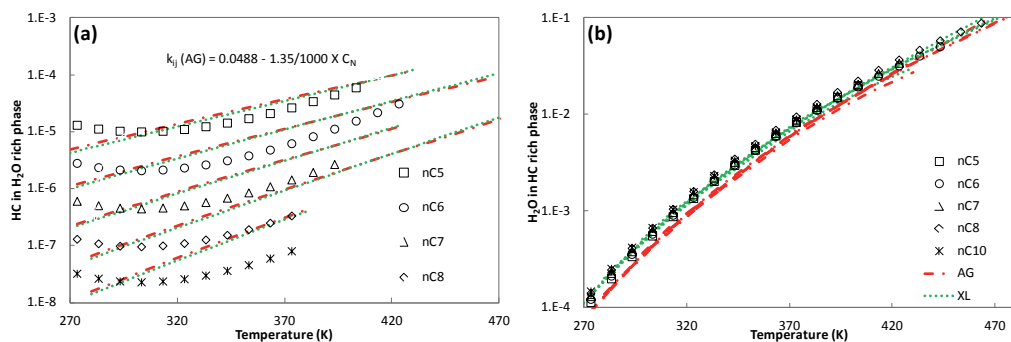 (a)
k_ij (AG) = 0.0488 - 1.35/1000 X C_N
HC in H₂O rich phase
1.E-3
1.E-4
1.E-5
1.E-6
1.E-7
1.E-8
nC5
nC6
nC7
nC8
270
320
370
420
470
Temperature (K)
(b)
H₂O in HC rich phase
1.E-1
1.E-2
1.E-3
1.E-4
nC5
nC6
nC7
nC8
nC10
AG
XL
270
320
370
420
470
Temperature (K)